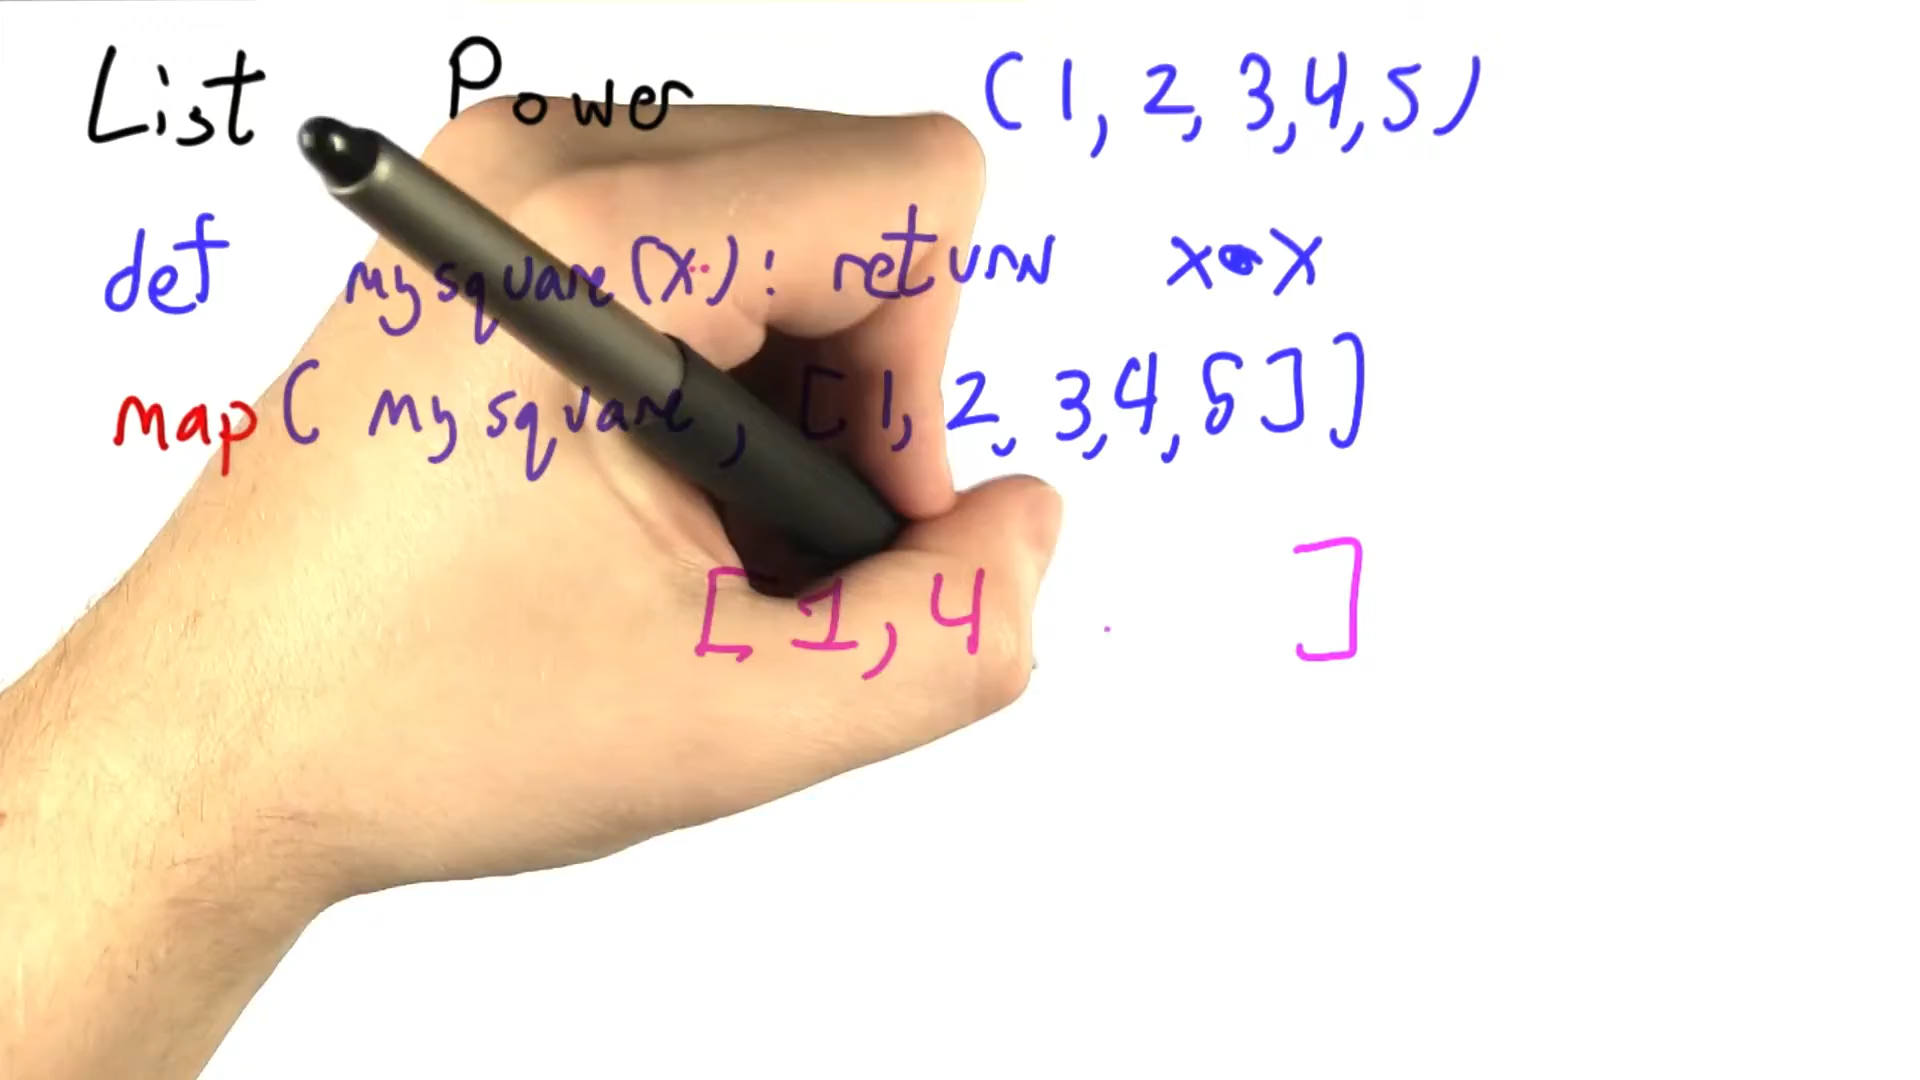 List Power (1, 2, 3, 4, 5)
def mysquare(x): return x*x
map( mysquare, [1, 2, 3, 4, 5])
[1, 4 ]